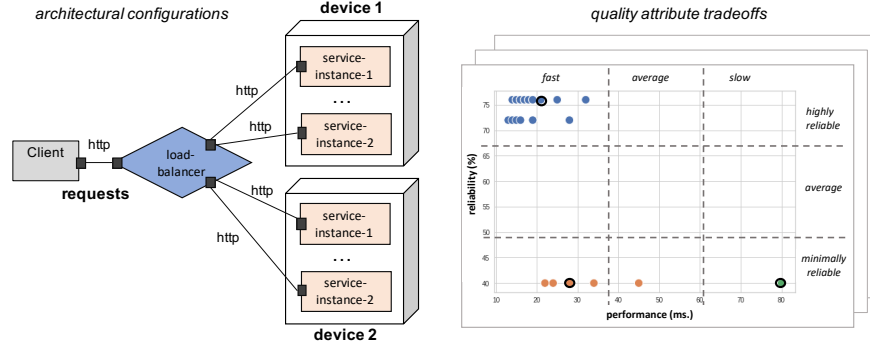 architectural configurations
device 1
service-
instance-1
...
service-
instance-2
http
http
Client
http
load-
balancer
requests
http
http
service-
instance-1
...
service-
instance-2
device 2
quality attribute tradeoffs
fast
average
slow
highly
reliable
average
minimally
reliable
reliability (%)
75
70
65
60
55
50
45
40
10
20
30
40
50
60
70
80
performance (ms.)